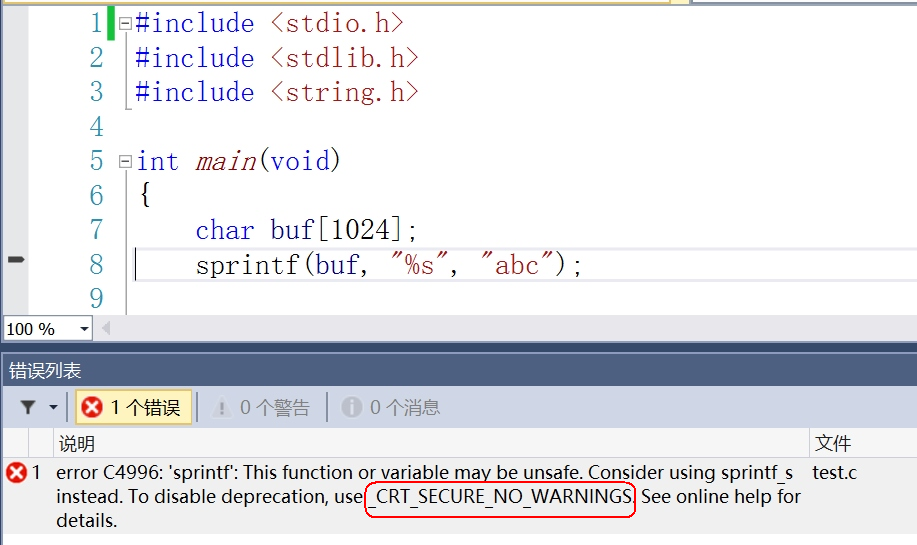 1 #include <stdio.h>
2 #include <stdlib.h>
3 #include <string.h>
4
5 int main(void)
6 {
7 char buf[1024];
8 sprintf(buf, "%s", "abc");
9
100 %
错误列表
1 个错误 0 个警告 0 个消息
说明 文件
1 error C4996: 'sprintf': This function or variable may be unsafe. Consider using sprintf_s test.c
instead. To disable deprecation, use _CRT_SECURE_NO_WARNINGS. See online help for
details.